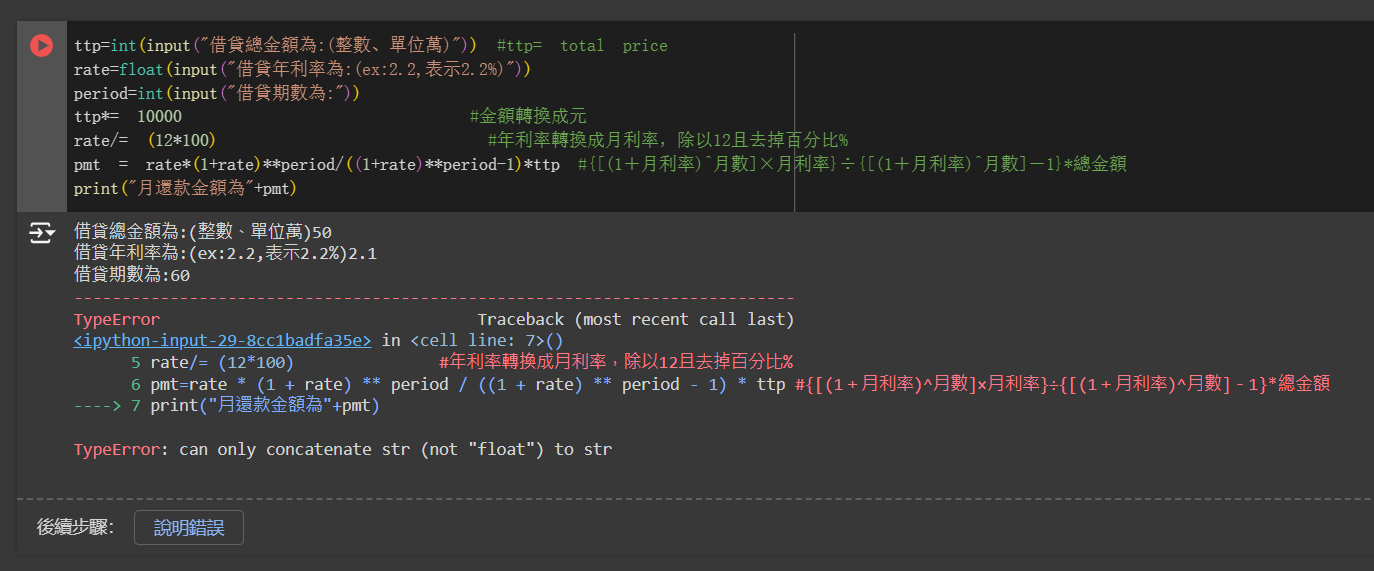 ttp=int(input("借貸總金額為:(整數、單位萬)"))  #ttp=  total  price
rate=float(input("借貸年利率為:(ex:2.2,表示2.2%)"))
period=int(input("借貸期數為:"))
ttp*=  10000                              #金額轉換成元
rate/=  (12*100)                            #年利率轉換成月利率，除以12且去掉百分比%
pmt  =  rate*(1+rate)**period/((1+rate)**period-1)*ttp  #{[(1＋月利率)^月數]×月利率}÷{[(1＋月利率)^月數]－1}*總金額
print("月還款金額為"+pmt)
借貸總金額為:(整數、單位萬)50
借貸年利率為:(ex:2.2,表示2.2%)2.1
借貸期數為:60
---------------------------------------------------------------------------
TypeError                                 Traceback (most recent call last)
<ipython-input-29-8cc1badfa35e> in <cell line: 7>()
      5 rate/= (12*100)               #年利率轉換成月利率，除以12且去掉百分比%
      6 pmt=rate * (1 + rate) ** period / ((1 + rate) ** period - 1) * ttp #{[(1＋月利率)^月數]×月利率}÷{[(1＋月利率)^月數]－1}*總金額
----> 7 print("月還款金額為"+pmt)
TypeError: can only concatenate str (not "float") to str
後續步驟：
說明錯誤